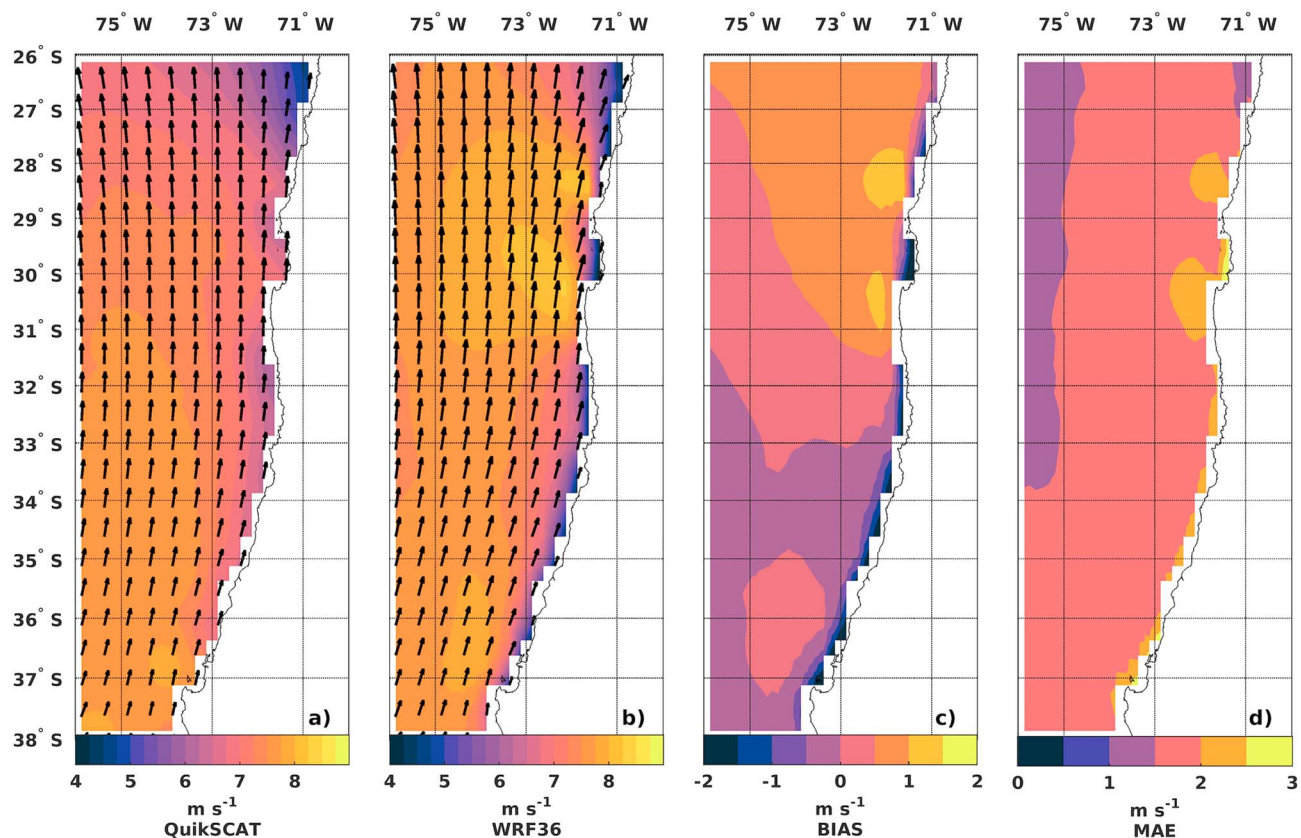 75° W 73° W 71° W 75° W 73° W 71° W 75° W 73° W 71° W 75° W 73° W 71° W
26° S
27° S
28° S
29° S
30° S
31° S
32° S
33° S
34° S
35° S
36° S
37° S
38° S
a) b) c) d)
4 5 6 7 8 4 5 6 7 8 -2 -1 0 1 2 0 1 2 3
m s⁻¹ m s⁻¹ m s⁻¹ m s⁻¹
QuikSCAT WRF36 BIAS MAE